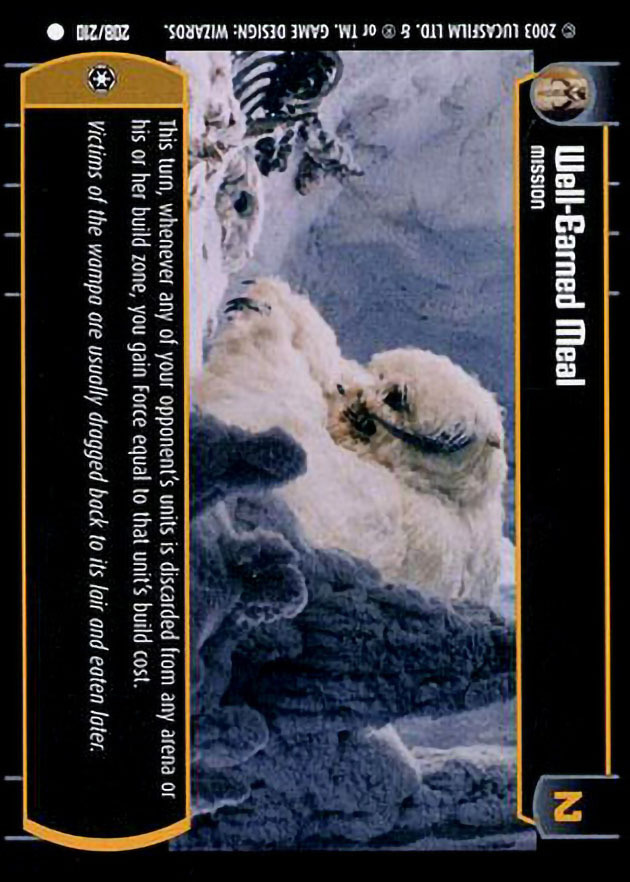 Well-Earned Meal
MISSION
2
This turn, whenever any of your opponent's units is discarded from any arena or
his or her build zone, you gain Force equal to that unit's build cost.
Victims of the wampa are usually dragged back to its lair and eaten later.
© 2003 LUCASFILM LTD. & ® or TM. GAME DESIGN: WIZARDS.
208/210